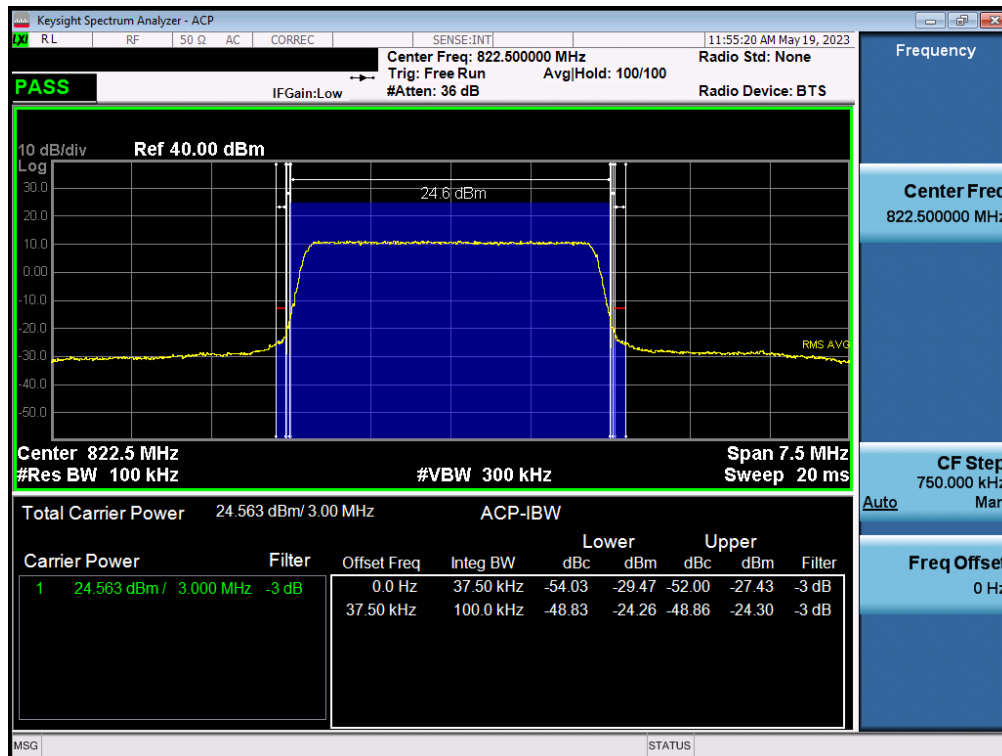 Keysight Spectrum Analyzer - ACP
LXI RL RF 50 Ω AC CORREC SENSE:INT 11:55:20 AM May 19, 2023
Center Freq: 822.500000 MHz Radio Std: None
Trig: Free Run Avg|Hold: 100/100
PASS IFGain:Low #Atten: 36 dB Radio Device: BTS
10 dB/div Ref 40.00 dBm
Log
30.0
24.6 dBm
20.0
10.0
0.00
-10.0
-20.0
RMS AVG
-30.0
-40.0
-50.0
Center 822.5 MHz Span 7.5 MHz
#Res BW 100 kHz #VBW 300 kHz Sweep 20 ms
Total Carrier Power 24.563 dBm/ 3.00 MHz ACP-IBW
Lower Upper
Carrier Power Filter Offset Freq Integ BW dBc dBm dBc dBm Filter
1 24.563 dBm / 3.000 MHz -3 dB 0.0 Hz 37.50 kHz -54.03 -29.47 -52.00 -27.43 -3 dB
37.50 kHz 100.0 kHz -48.83 -24.26 -48.86 -24.30 -3 dB
MSG STATUS
Frequency
Center Freq
822.500000 MHz
CF Step
750.000 kHz
Auto Man
Freq Offset
0 Hz